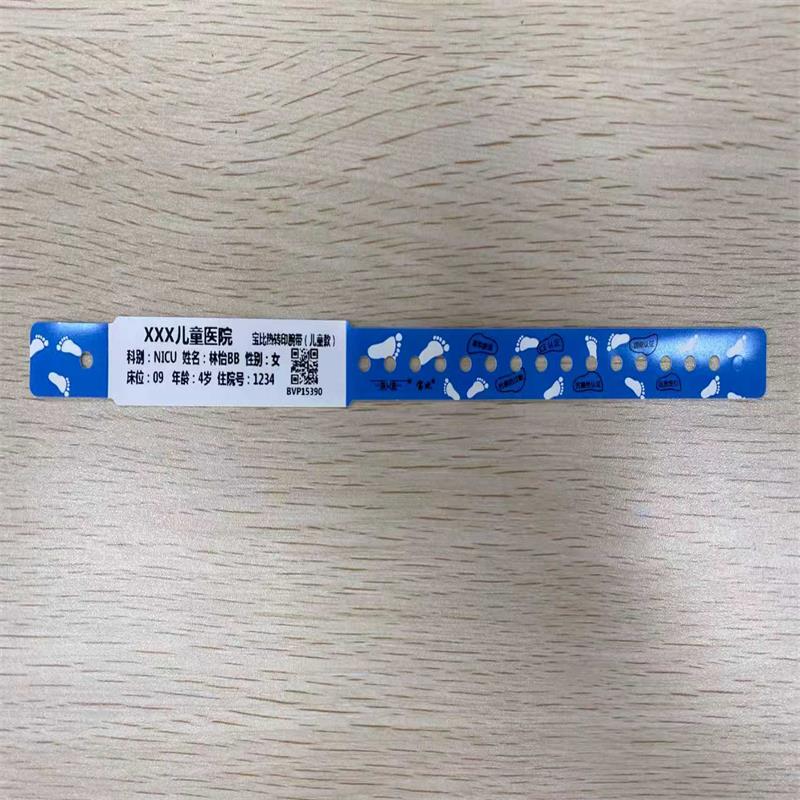 XXX儿童医院
宝比热转印腕带（儿童款）
科别：NICU 姓名：林怡BB 性别：女
床位：09 年龄：4岁 住院号：1234
BVP15390